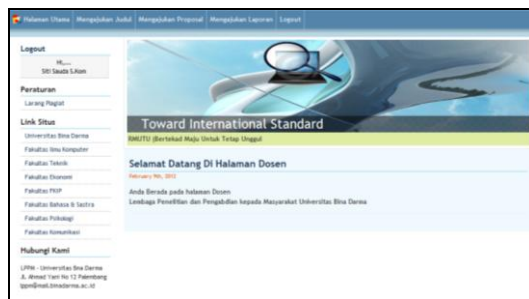 Halaman Utama Mengajukan Judul Mengajukan Proposal Mengajukan Laporan Logout
Logout
Hi,....
Siti Sauda S.Kom
Peraturan
Larang Plagiat
Link Situs
Universitas Bina Darma
Fakultas Ilmu Komputer
Fakultas Teknik
Fakultas Ekonomi
Fakultas FKIP
Fakultas Bahasa & Sastra
Fakultas Psikologi
Fakultas Komunikasi
Hubungi Kami
LPPM - Universitas Bina Darma
Jl. Ahmad Yani No 12 Palembang
lppm@mail.binadarma.ac.id
Toward International Standard
RMUTU (Bertekad Maju Untuk Tetap Unggul
Selamat Datang Di Halaman Dosen
February 9th, 2012
Anda Berada pada halaman Dosen
Lembaga Penelitian dan Pengabdian kepada Masyarakat Universitas Bina Darma